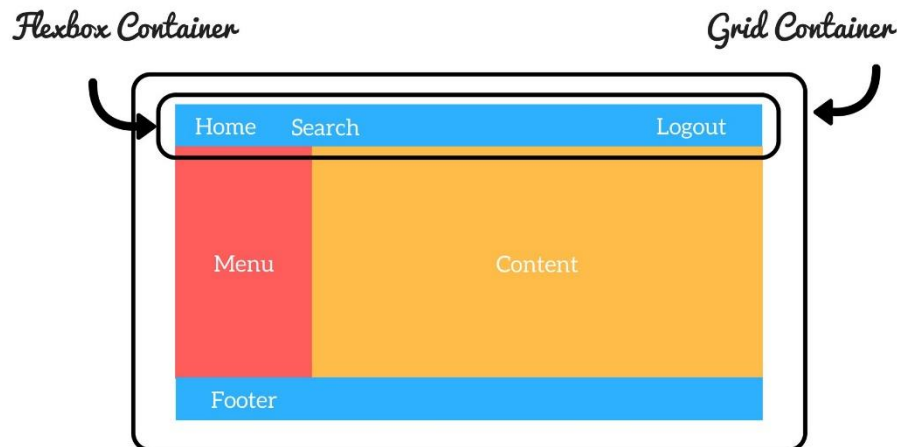 Flexbox Container
Grid Container
Home Search Logout
Menu
Content
Footer